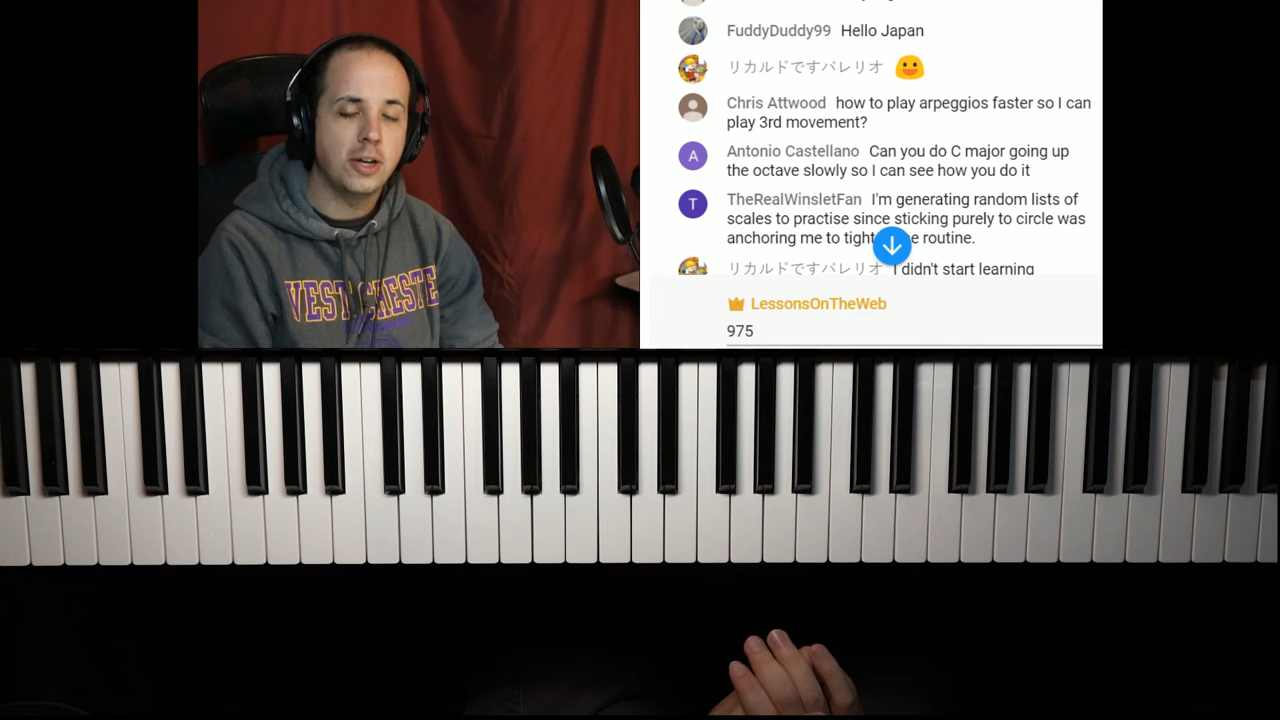 FuddyDuddy99 Hello Japan
リカルドですバレリオ
Chris Attwood how to play arpeggios faster so I can
play 3rd movement?
Antonio Castellano Can you do C major going up
A
the octave slowly so I can see how you do it
TheRealWinsletFan I'm generating random lists of
T
scales to practise since sticking purely to circle was
anchoring me to routine.
リカルドですバレリオ I didn't start learning
LessonsOnTheWeb
975
WEST CHESTER